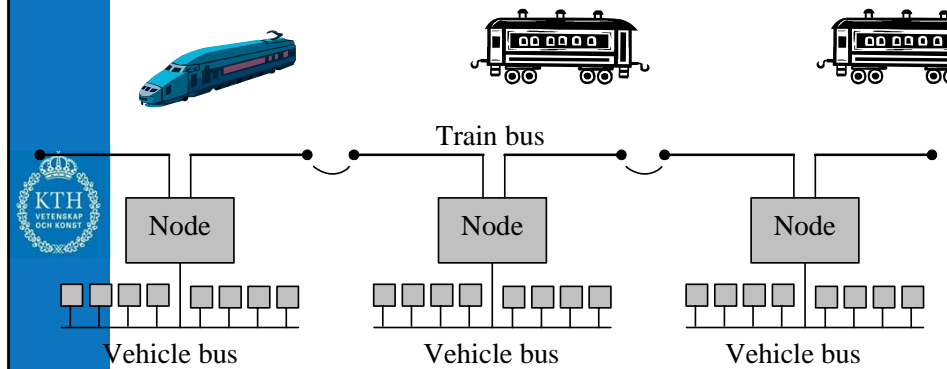 Train bus
KTH
VETENSKAP
OCH KONST
Node
Node
Node
Vehicle bus
Vehicle bus
Vehicle bus